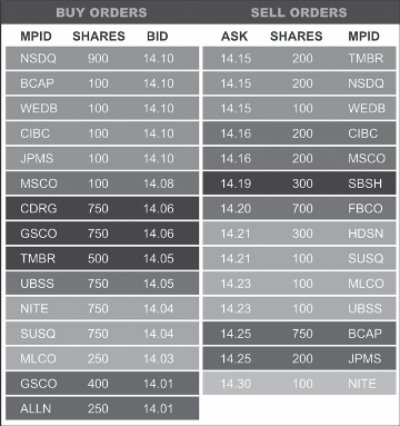 BUY ORDERS SELL ORDERS
MPID SHARES BID ASK SHARES MPID
NSDQ 900 14.10 14.15 200 TMBR
BCAP 100 14.10 14.15 200 NSDQ
WEDB 100 14.10 14.15 100 WEDB
CIBC 100 14.10 14.16 200 CIBC
JPMS 100 14.10 14.16 200 MSCO
MSCO 100 14.08 14.19 300 SBSH
CDRG 750 14.06 14.20 700 FBCO
GSCO 750 14.06 14.21 300 HDSN
TMBR 500 14.05 14.21 100 SUSQ
UBSS 750 14.05 14.23 100 MLCO
NITE 750 14.04 14.23 100 UBSS
SUSQ 750 14.04 14.25 750 BCAP
MLCO 250 14.03 14.25 200 JPMS
GSCO 400 14.01 14.30 100 NITE
ALLN 250 14.01